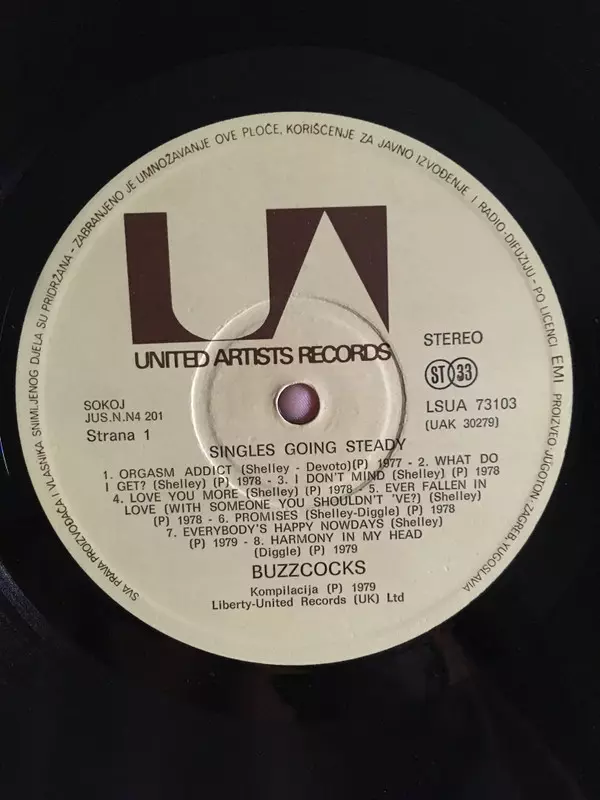 SVA PRAVA PROIZVOĐAČA I VLASNIKA SNIMLJENOG DJELA SU PRIDRŽANA - ZABRANJENO JE UMNOŽAVANJE OVE PLOČE, KORIŠĆENJE ZA JAVNO IZVOĐENJE I RADIO-DIFUZIJU - PO LICENCI EMI PROIZVEO JUGOTON ZAGREB, YUGOSLAVIA
UA
UNITED ARTISTS RECORDS
STEREO
ST 33
SOKOJ
JUS.N.N4 201
Strana 1
LSUA 73103
(UAK 30279)
SINGLES GOING STEADY
1. ORGASM ADDICT (Shelley - Devoto)(P) 1977 - 2. WHAT DO
I GET? (Shelley) (P) 1978 - 3. I DON'T MIND (Shelley) (P) 1978
4. LOVE YOU MORE (Shelley) (P) 1978 - 5. EVER FALLEN IN
LOVE (WITH SOMEONE YOU SHOULDN'T 'VE?) (Shelley)
(P) 1978 - 6. PROMISES (Shelley-Diggle) (P) 1978
7. EVERYBODY'S HAPPY NOWDAYS (Shelley)
(P) 1979 - 8. HARMONY IN MY HEAD
(Diggle) (P) 1979
BUZZCOCKS
Kompilacija (P) 1979
Liberty-United Records (UK) Ltd